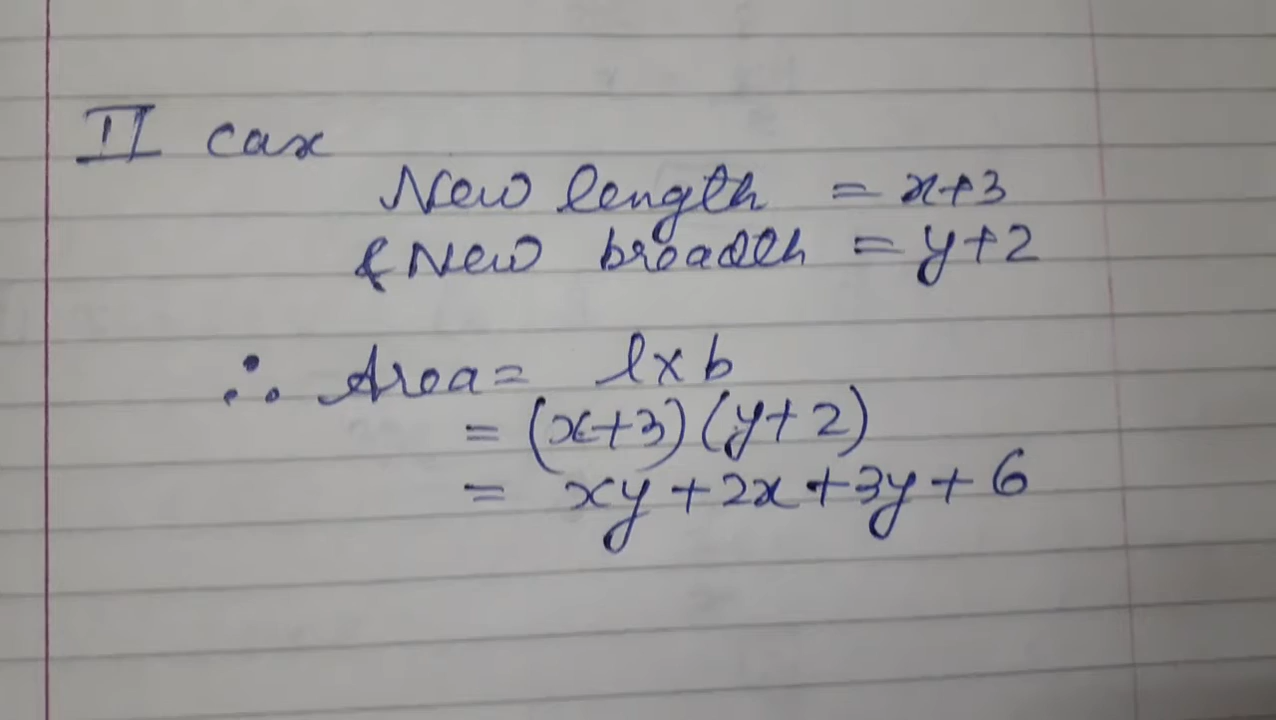 II case
New length = x+3
& New breadth = y+2
∴ Area = l×b
= (x+3)(y+2)
= xy+2x+3y+6